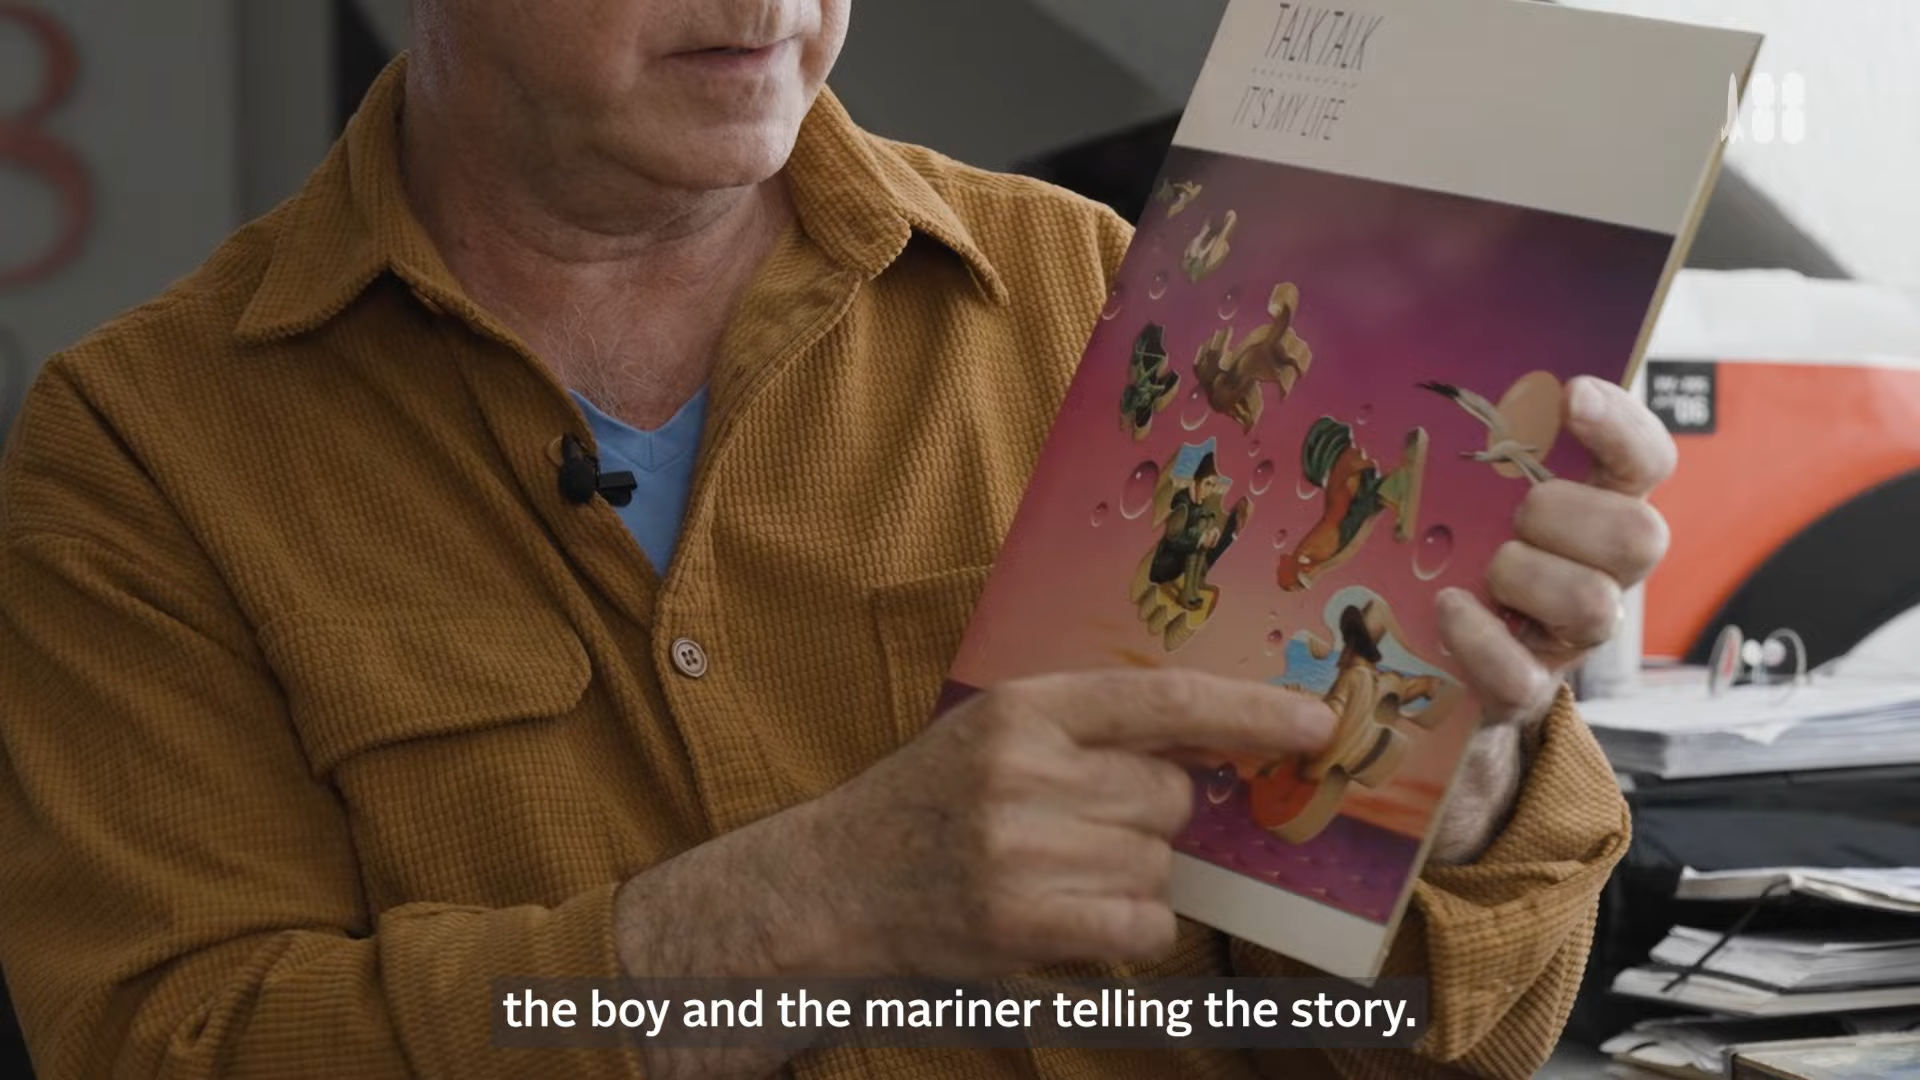 TALK TALK
IT'S MY LIFE
the boy and the mariner telling the story.